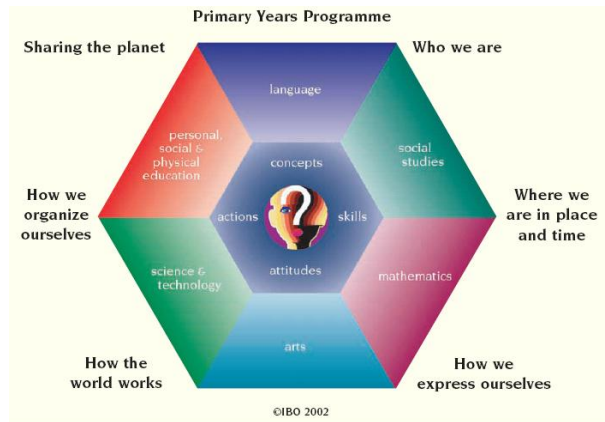 Primary Years Programme
Sharing the planet
Who we are
language
personal,
social &
physical
education
social
studies
concepts
How we
organize
ourselves
actions
skills
Where we
are in place
and time
science &
technology
attitudes
mathematics
arts
How the
world works
How we
express ourselves
©IBO 2002